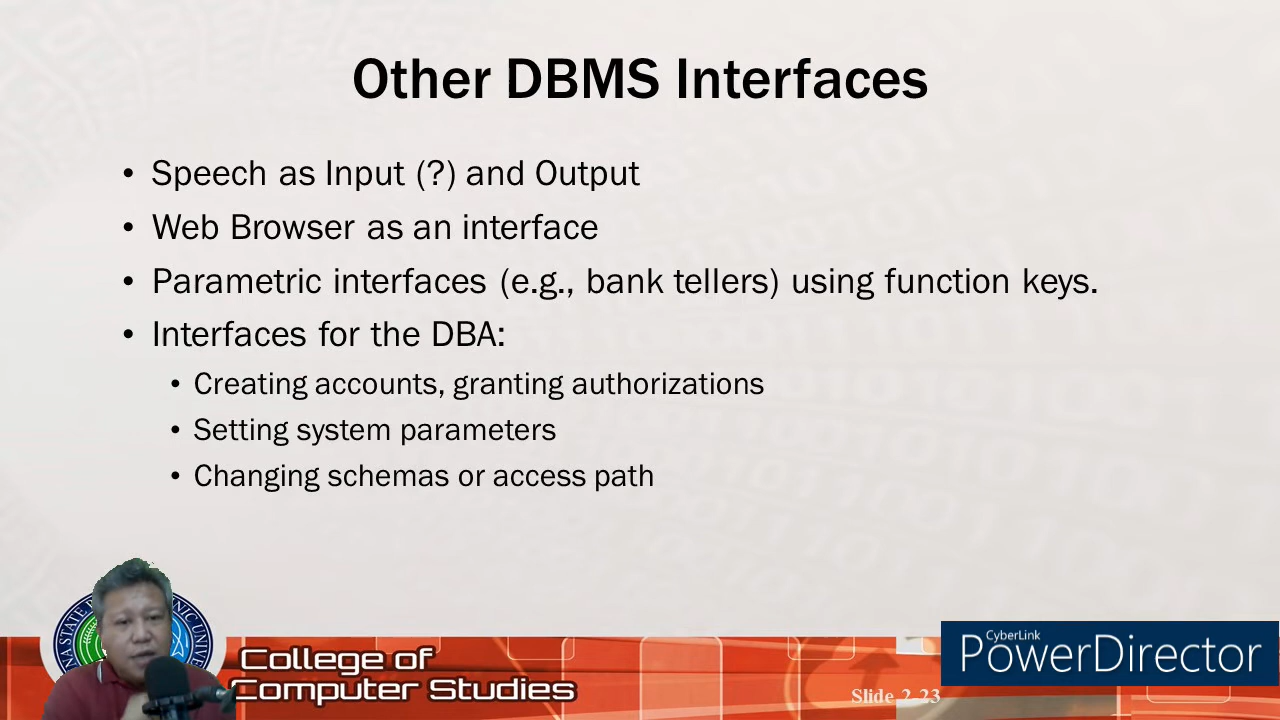 Other DBMS Interfaces
• Speech as Input (?) and Output
• Web Browser as an interface
• Parametric interfaces (e.g., bank tellers) using function keys.
• Interfaces for the DBA:
• Creating accounts, granting authorizations
• Setting system parameters
• Changing schemas or access path
College of
Computer Studies
Slide 2-23
CyberLink
PowerDirector